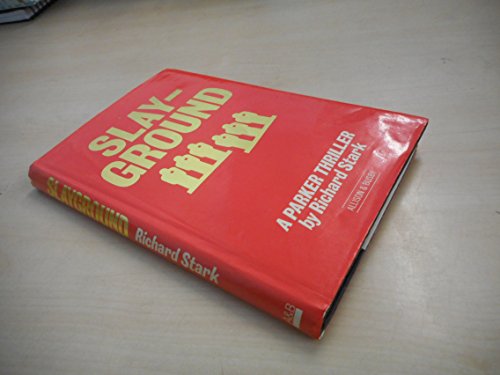 SLAY-
GROUND
A PARKER THRILLER
by Richard Stark
ALLISON & BUSBY
SLAYGROUND Richard Stark
A&B